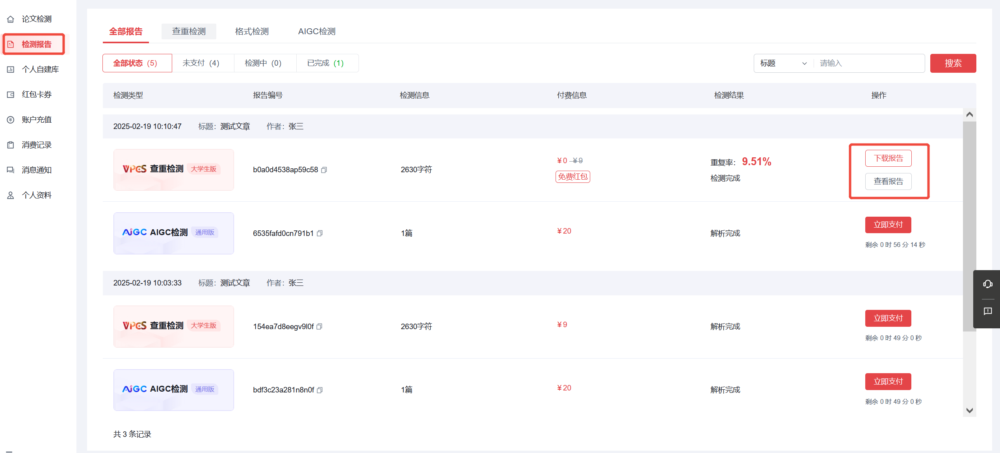 论文检测
检测报告
个人自建库
红包卡券
账户充值
消费记录
消息通知
个人资料
全部报告 查重检测 格式检测 AIGC检测
全部状态 (5) 未支付 (4) 检测中 (0) 已完成 (1) 标题 请输入 搜索
检测类型 报告编号 检测信息 付费信息 检测结果 操作
2025-02-19 10:10:47 标题：测试文章 作者：张三
VPCS 查重检测 大学生版 b0a0d4538ap59c58 2630字符 ¥0 ¥9 免费红包 重复率： 9.51% 检测完成 下载报告 查看报告
AIGC AIGC检测 通用版 6535fafd0cn791b1 1篇 ¥20 解析完成 立即支付
剩余 0 时 56 分 14 秒
2025-02-19 10:03:33 标题：测试文章 作者：张三
VPCS 查重检测 大学生版 154ea7d8eegv9l0f 2630字符 ¥9 解析完成 立即支付
剩余 0 时 49 分 0 秒
AIGC AIGC检测 通用版 bdf3c23a281n8n0f 1篇 ¥20 解析完成 立即支付
剩余 0 时 49 分 0 秒
共 3 条记录